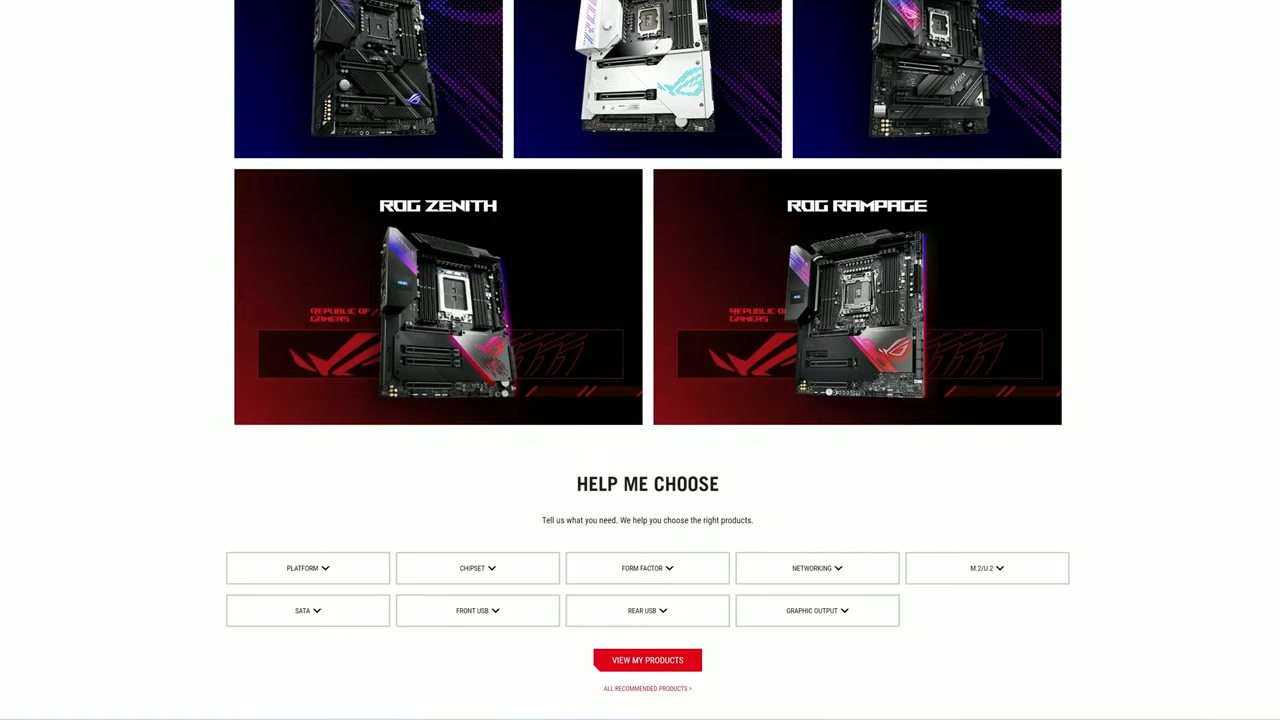 ROG ZENITH
ROG RAMPAGE
REPUBLIC OF
GAMERS
REPUBLIC OF
GAMERS
HELP ME CHOOSE
Tell us what you need. We help you choose the right products.
PLATFORM
CHIPSET
FORM FACTOR
NETWORKING
M.2/U.2
SATA
FRONT USB
REAR USB
GRAPHIC OUTPUT
VIEW MY PRODUCTS
ALL RECOMMENDED PRODUCTS >